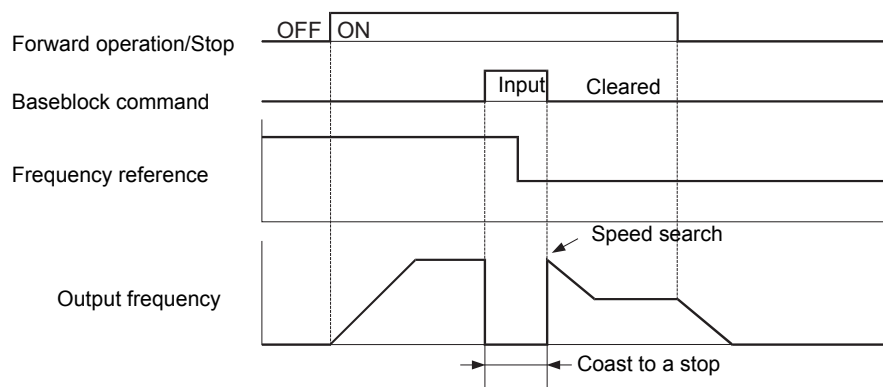 Forward operation/Stop
OFF
ON
Baseblock command
Input
Cleared
Frequency reference
Speed search
Output frequency
Coast to a stop